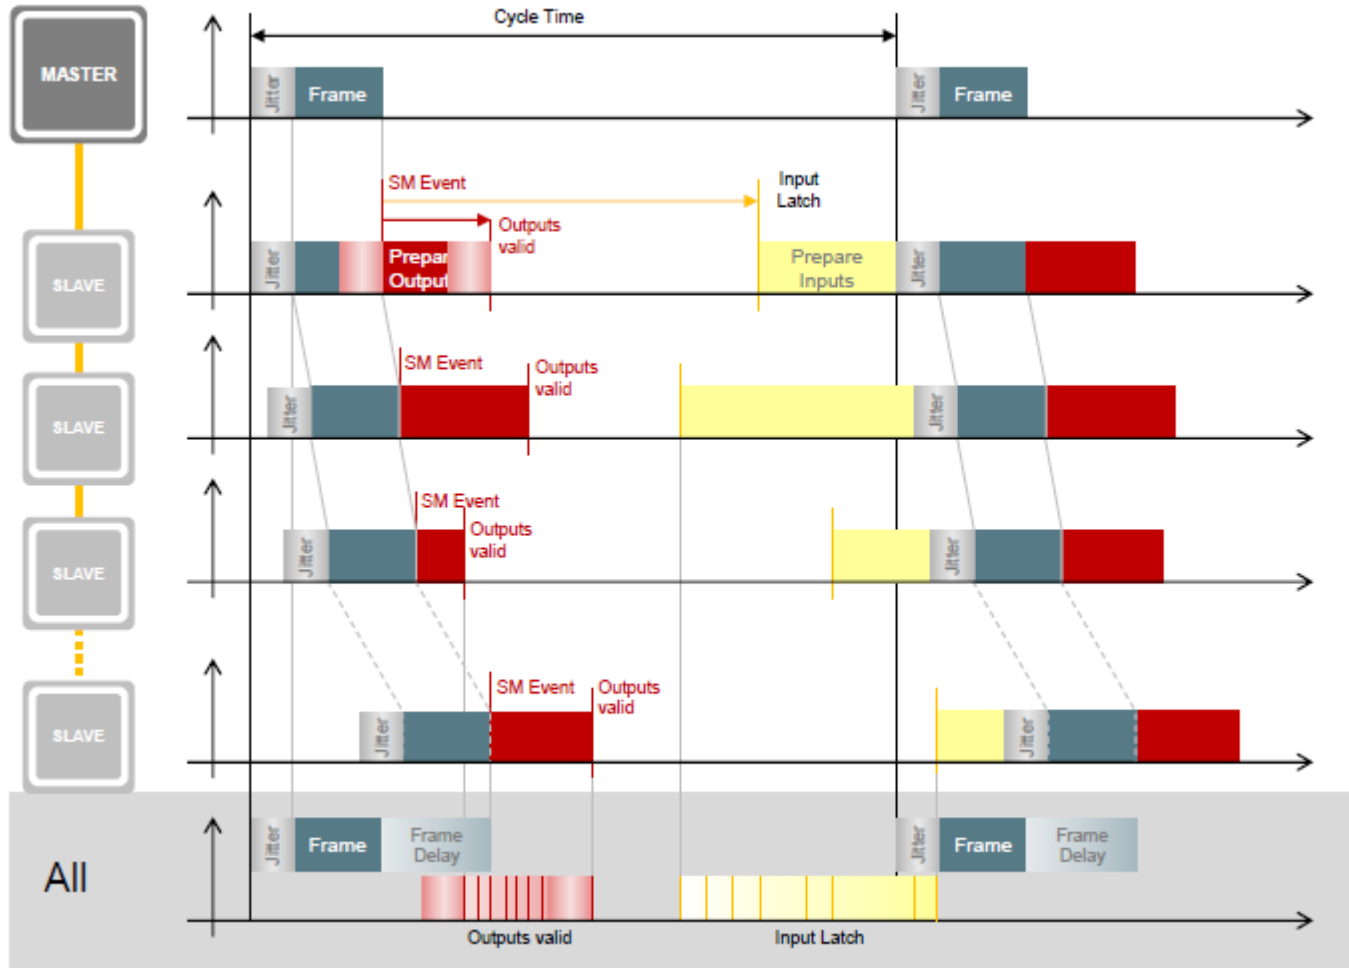 Cycle Time
MASTER
Jitter
Frame
Jitter
Frame
SM Event
Input
Latch
Outputs
valid
SLAVE
Jitter
Prepar
Output
Prepare
Inputs
Jitter
SM Event
Outputs
valid
SLAVE
Jitter
Jitter
SM Event
Outputs
valid
SLAVE
Jitter
Jitter
SM Event
Outputs
valid
SLAVE
Jitter
Jitter
All
Jitter
Frame
Frame
Delay
Jitter
Frame
Frame
Delay
Outputs valid
Input Latch